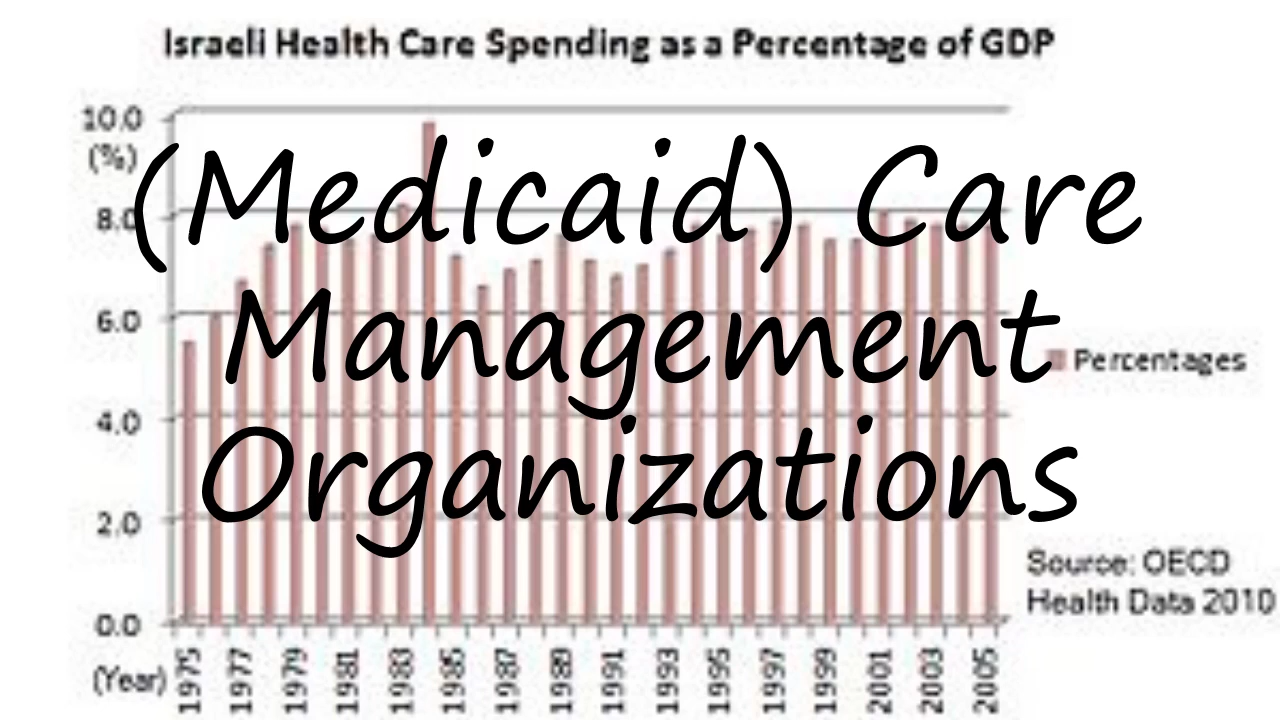 Israeli Health Care Spending as a Percentage of GDP
10.0
(%)
(Medicaid) Care
8.0
Management
6.0
Percentages
4.0
Organizations
2.0
Source: OECD
Health Data 2010
0.0
(Year) 1975 1977 1979 1981 1983 1985 1987 1989 1991 1993 1995 1997 1999 2001 2003 2005